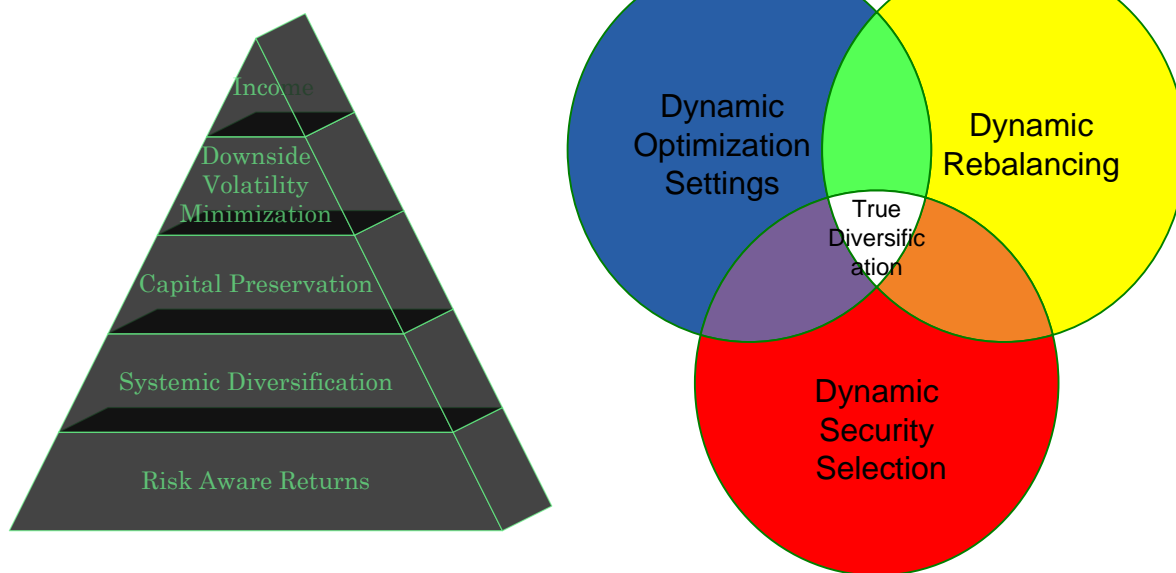 Income
Downside
Volatility
Minimization
Capital Preservation
Systemic Diversification
Risk Aware Returns
Dynamic
Optimization
Settings
Dynamic
Rebalancing
True
Diversific
ation
Dynamic
Security
Selection